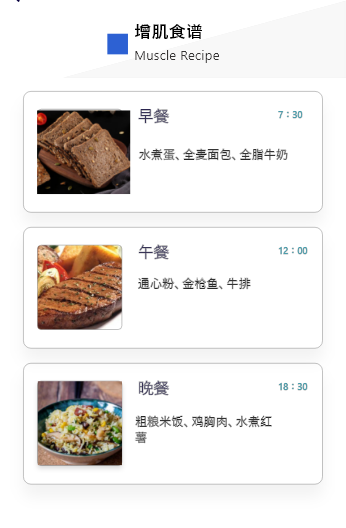 增肌食谱
Muscle Recipe
早餐
7：30
水煮蛋、全麦面包、全脂牛奶
午餐
12：00
通心粉、金枪鱼、牛排
晚餐
18：30
粗粮米饭、鸡胸肉、水煮红
薯